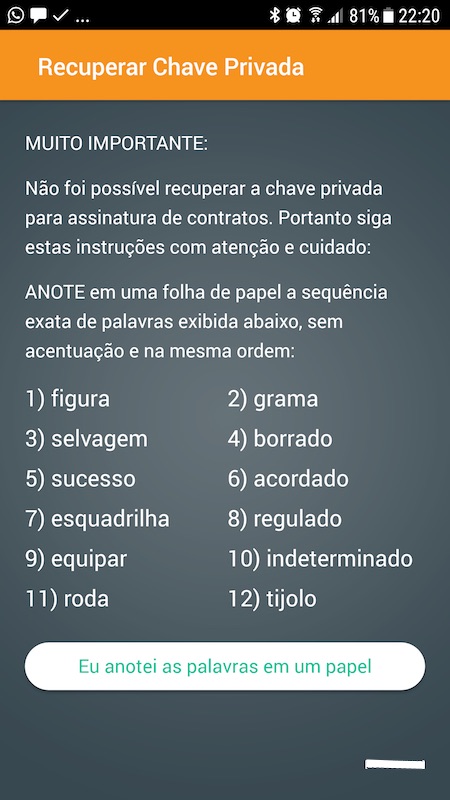 ... 81% 22:20
Recuperar Chave Privada
MUITO IMPORTANTE:
Não foi possível recuperar a chave privada
para assinatura de contratos. Portanto siga
estas instruções com atenção e cuidado:
ANOTE em uma folha de papel a sequência
exata de palavras exibida abaixo, sem
acentuação e na mesma ordem:
1) figura 2) grama
3) selvagem 4) borrado
5) sucesso 6) acordado
7) esquadrilha 8) regulado
9) equipar 10) indeterminado
11) roda 12) tijolo
Eu anotei as palavras em um papel